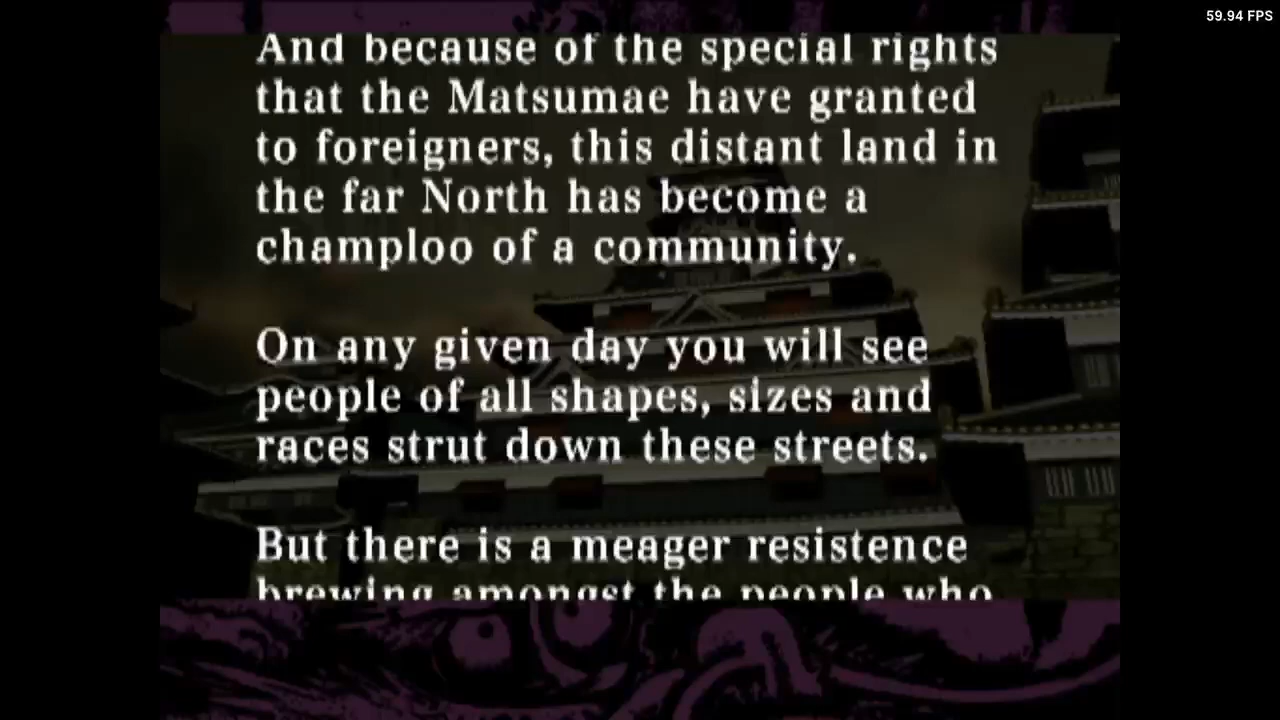 59.94 FPS
And because of the special rights
that the Matsumae have granted
to foreigners, this distant land in
the far North has become a
champloo of a community.
On any given day you will see
people of all shapes, sizes and
races strut down these streets.
But there is a meager resistence
brewing amongst the people who